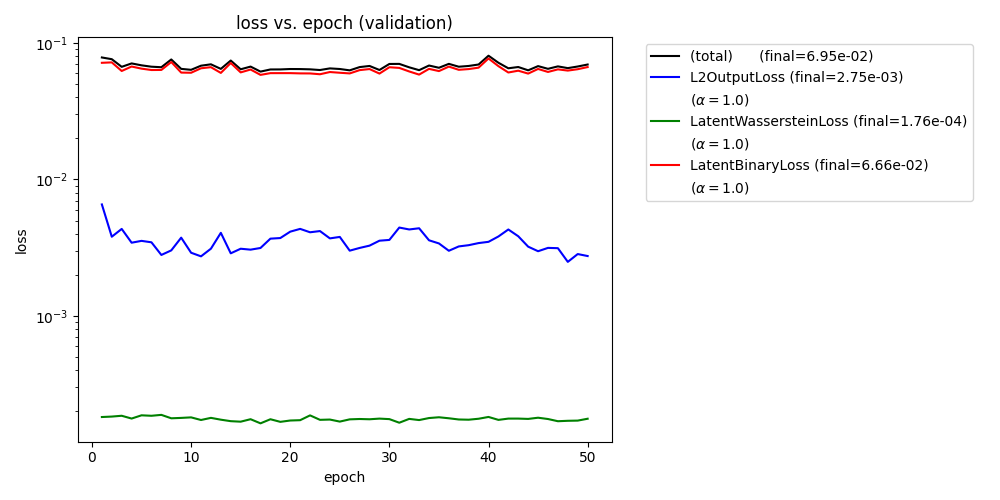 loss vs. epoch (validation)
10⁻¹
10⁻²
10⁻³
loss
0 10 20 30 40 50
epoch
(total) (final=6.95e-02)
L2OutputLoss (final=2.75e-03)
(α = 1.0)
LatentWassersteinLoss (final=1.76e-04)
(α = 1.0)
LatentBinaryLoss (final=6.66e-02)
(α = 1.0)